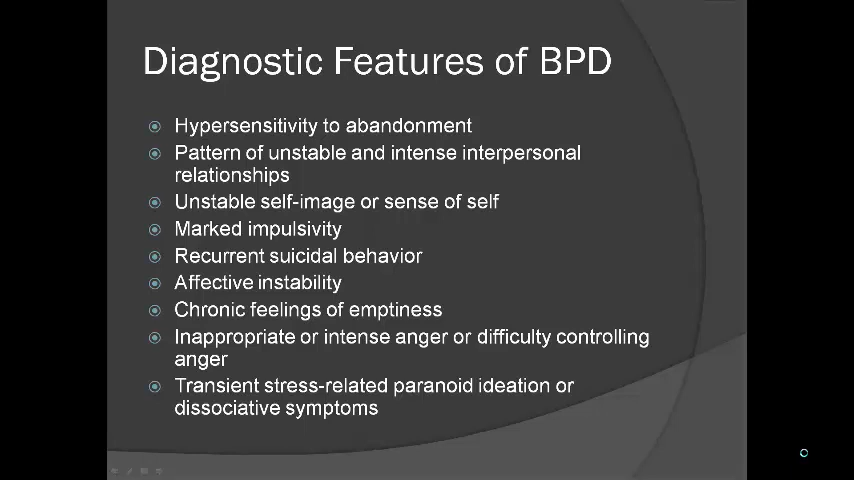 Diagnostic Features of BPD
Hypersensitivity to abandonment
Pattern of unstable and intense interpersonal
relationships
Unstable self-image or sense of self
Marked impulsivity
Recurrent suicidal behavior
Affective instability
Chronic feelings of emptiness
Inappropriate or intense anger or difficulty controlling
anger
Transient stress-related paranoid ideation or
dissociative symptoms